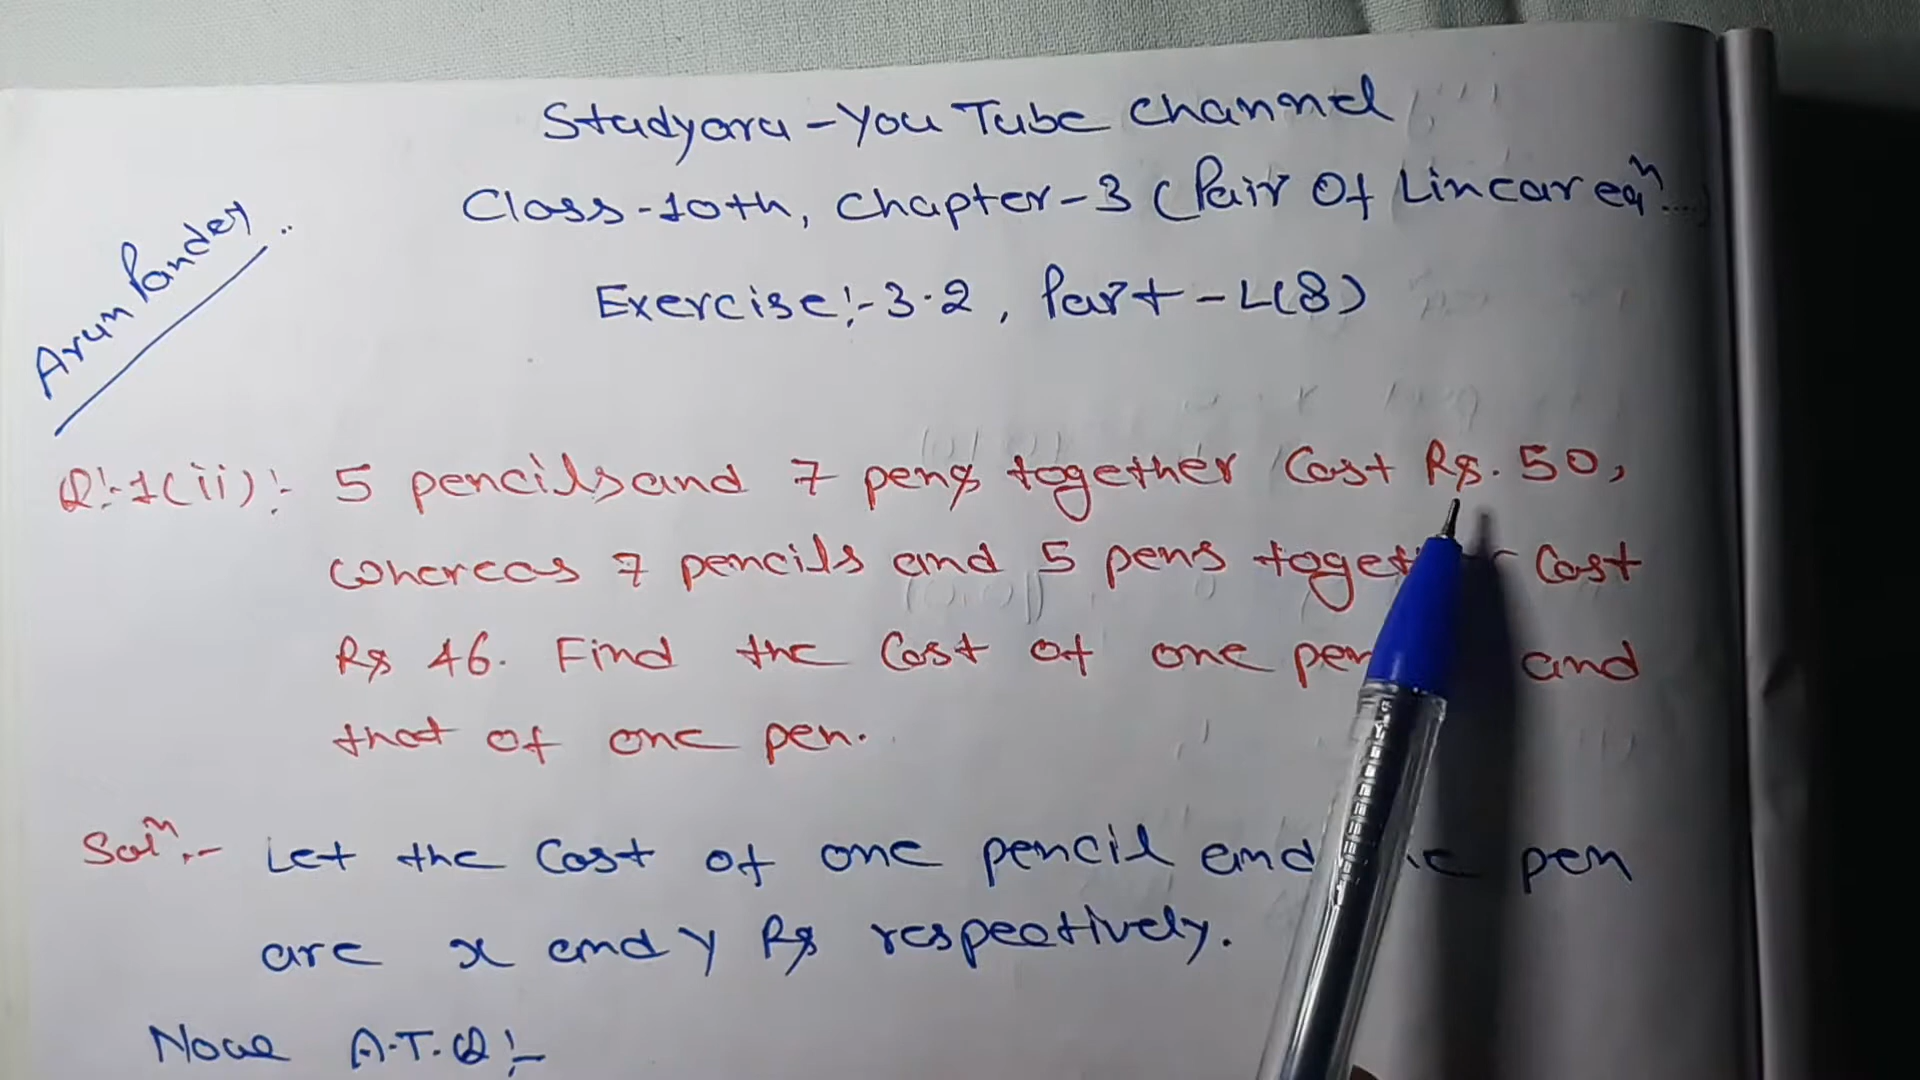 Studyora - You Tube Channel
Class-10th, Chapter-3 (Pair Of Linear eqⁿ...)
Exercise:-3.2, Part - L(8)
Arun Pandey..
Q:-1(ii):- 5 pencils and 7 pens together Cost Rs. 50,
Whereas 7 pencils and 5 pens toget Cost
Rs 46. Find the Cost of one pen and
that of one pen.
Solⁿ.- Let the Cost of one pencil and pen
are x and y Rs respectively.
Now A.T.Q:-